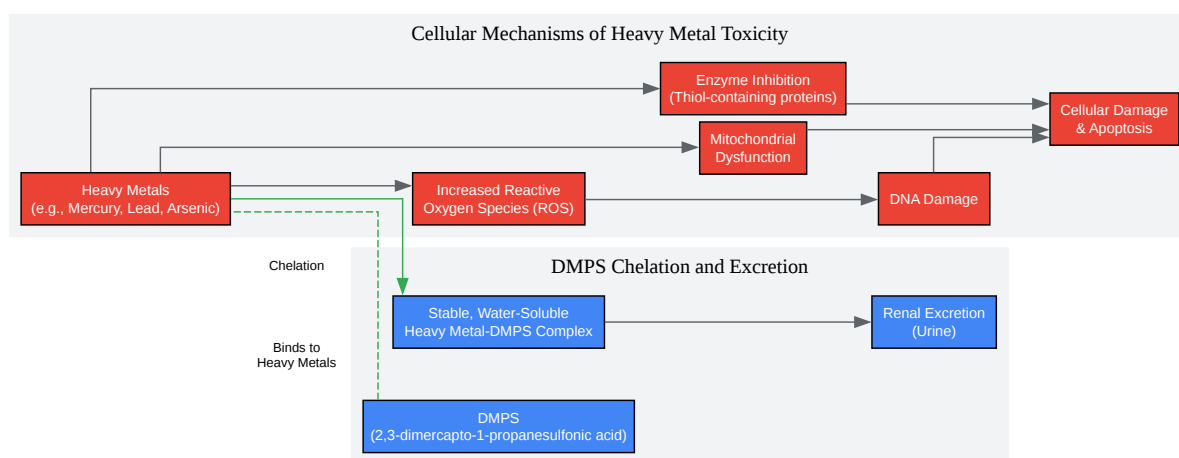 Cellular Mechanisms of Heavy Metal Toxicity
Enzyme Inhibition
(Thiol-containing proteins)
Cellular Damage
& Apoptosis
Mitochondrial
Dysfunction
Heavy Metals
(e.g., Mercury, Lead, Arsenic)
Increased Reactive
Oxygen Species (ROS)
DNA Damage
Chelation
DMPS Chelation and Excretion
Stable, Water-Soluble
Heavy Metal-DMPS Complex
Renal Excretion
(Urine)
Binds to
Heavy Metals
DMPS
(2,3-dimercapto-1-propanesulfonic acid)